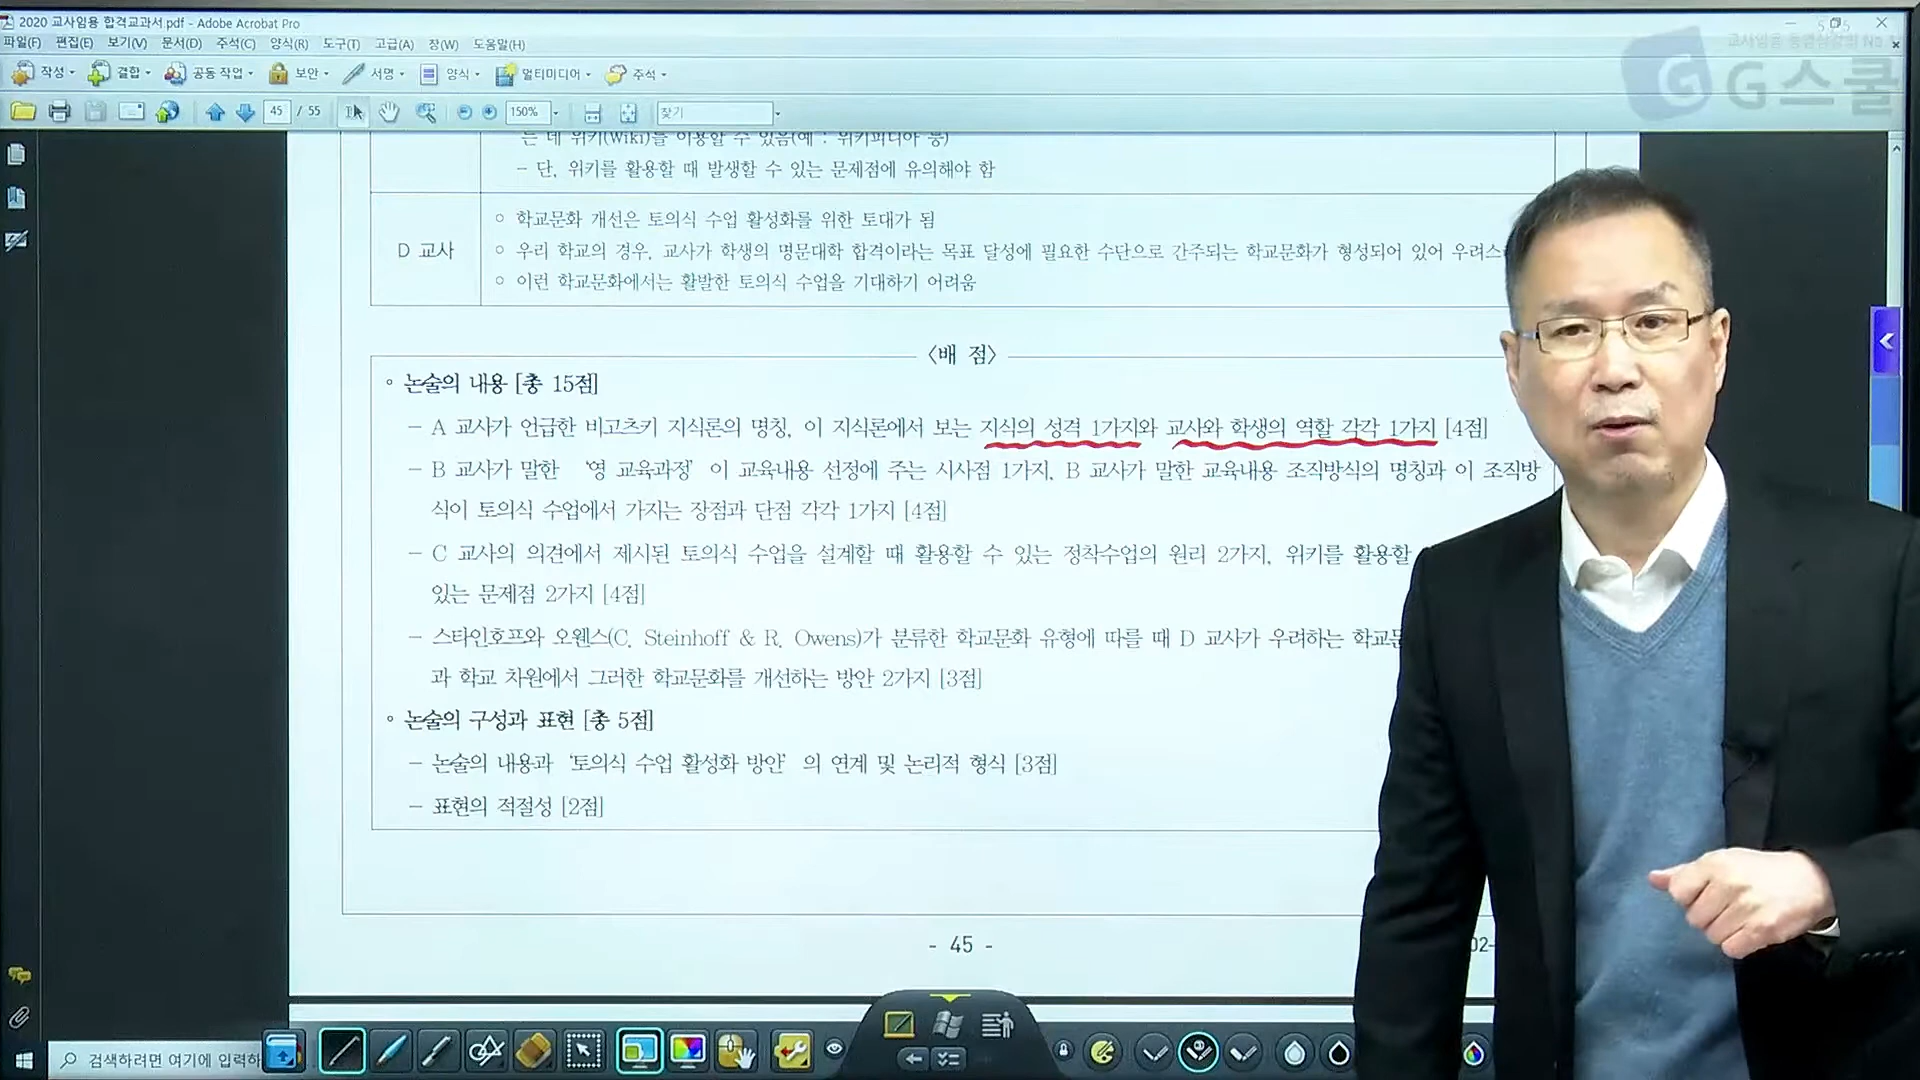 2020 교사임용 합격교과서.pdf - Adobe Acrobat Pro
파일(F) 편집(E) 보기(V) 문서(D) 주석(C) 양식(R) 도구(T) 고급(A) 창(W) 도움말(H)
작성 결합 공동 작업 보안 서명 양식 멀티미디어 주석
45 / 55 150% 찾기
G스쿨
는 데 위키(Wiki)를 이용할 수 있음(예 : 위키피디아 등)
- 단, 위키를 활용할 때 발생할 수 있는 문제점에 유의해야 함
D 교사
○ 학교문화 개선은 토의식 수업 활성화를 위한 토대가 됨
○ 우리 학교의 경우, 교사가 학생의 명문대학 합격이라는 목표 달성에 필요한 수단으로 간주되는 학교문화가 형성되어 있어
○ 이런 학교문화에서는 활발한 토의식 수업을 기대하기 어려움
〈배 점〉
◦ 논술의 내용 [총 15점]
- A 교사가 언급한 비고츠키 지식론의 명칭, 이 지식론에서 보는 지식의 성격 1가지와 교사와 학생의 역할 각각 1가지 [4점]
- B 교사가 말한 ‘영 교육과정’이 교육내용 선정에 주는 시사점 1가지, B 교사가 말한 교육내용 조직방식의 명칭과 이 조직방
식이 토의식 수업에서 가지는 장점과 단점 각각 1가지 [4점]
- C 교사의 의견에서 제시된 토의식 수업을 설계할 때 활용할 수 있는 정착수업의 원리 2가지, 위키를 활용할
있는 문제점 2가지 [4점]
- 스타인호프와 오웬스(C. Steinhoff & R. Owens)가 분류한 학교문화 유형에 따를 때 D 교사가 우려하는
과 학교 차원에서 그러한 학교문화를 개선하는 방안 2가지 [3점]
◦ 논술의 구성과 표현 [총 5점]
- 논술의 내용과 ‘토의식 수업 활성화 방안’의 연계 및 논리적 형식 [3점]
- 표현의 적절성 [2점]
- 45 -
02-
검색하려면 여기에 입력하